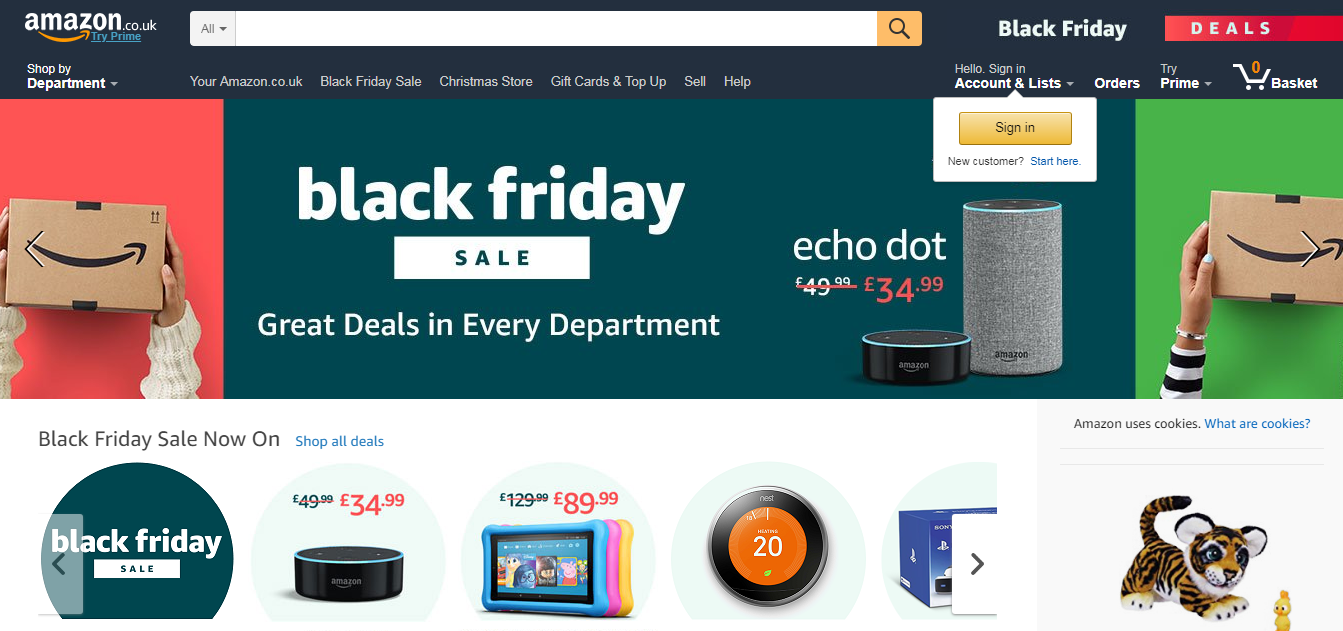 amazon.co.uk
Try Prime
All
Black Friday
DEALS
Shop by
Department
Your Amazon.co.uk
Black Friday Sale
Christmas Store
Gift Cards & Top Up
Sell
Help
Hello. Sign in
Account & Lists
Orders
Try
Prime
0
Basket
Sign in
New customer? Start here.
black friday
SALE
Great Deals in Every Department
echo dot
£49.99 £34.99
amazon
amazon
Black Friday Sale Now On
Shop all deals
Amazon uses cookies. What are cookies?
black friday
SALE
£49.99 £34.99
amazon
£129.99 £89.99
nest
HEATING
20
SONY